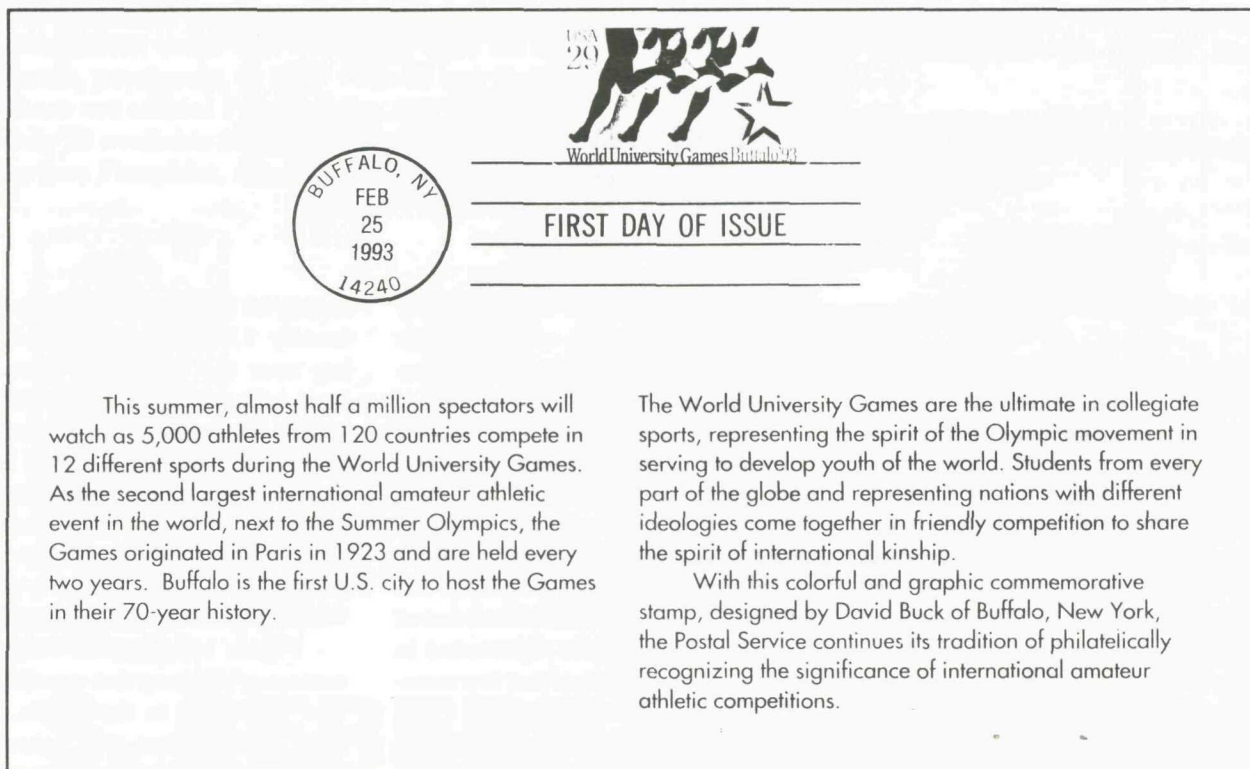 USA
29
World University Games Buffalo '93
BUFFALO, NY
FEB
25
1993
14240
FIRST DAY OF ISSUE
This summer, almost half a million spectators will
watch as 5,000 athletes from 120 countries compete in
12 different sports during the World University Games.
As the second largest international amateur athletic
event in the world, next to the Summer Olympics, the
Games originated in Paris in 1923 and are held every
two years. Buffalo is the first U.S. city to host the Games
in their 70-year history.
The World University Games are the ultimate in collegiate
sports, representing the spirit of the Olympic movement in
serving to develop youth of the world. Students from every
part of the globe and representing nations with different
ideologies come together in friendly competition to share
the spirit of international kinship.
With this colorful and graphic commemorative
stamp, designed by David Buck of Buffalo, New York,
the Postal Service continues its tradition of philatelically
recognizing the significance of international amateur
athletic competitions.